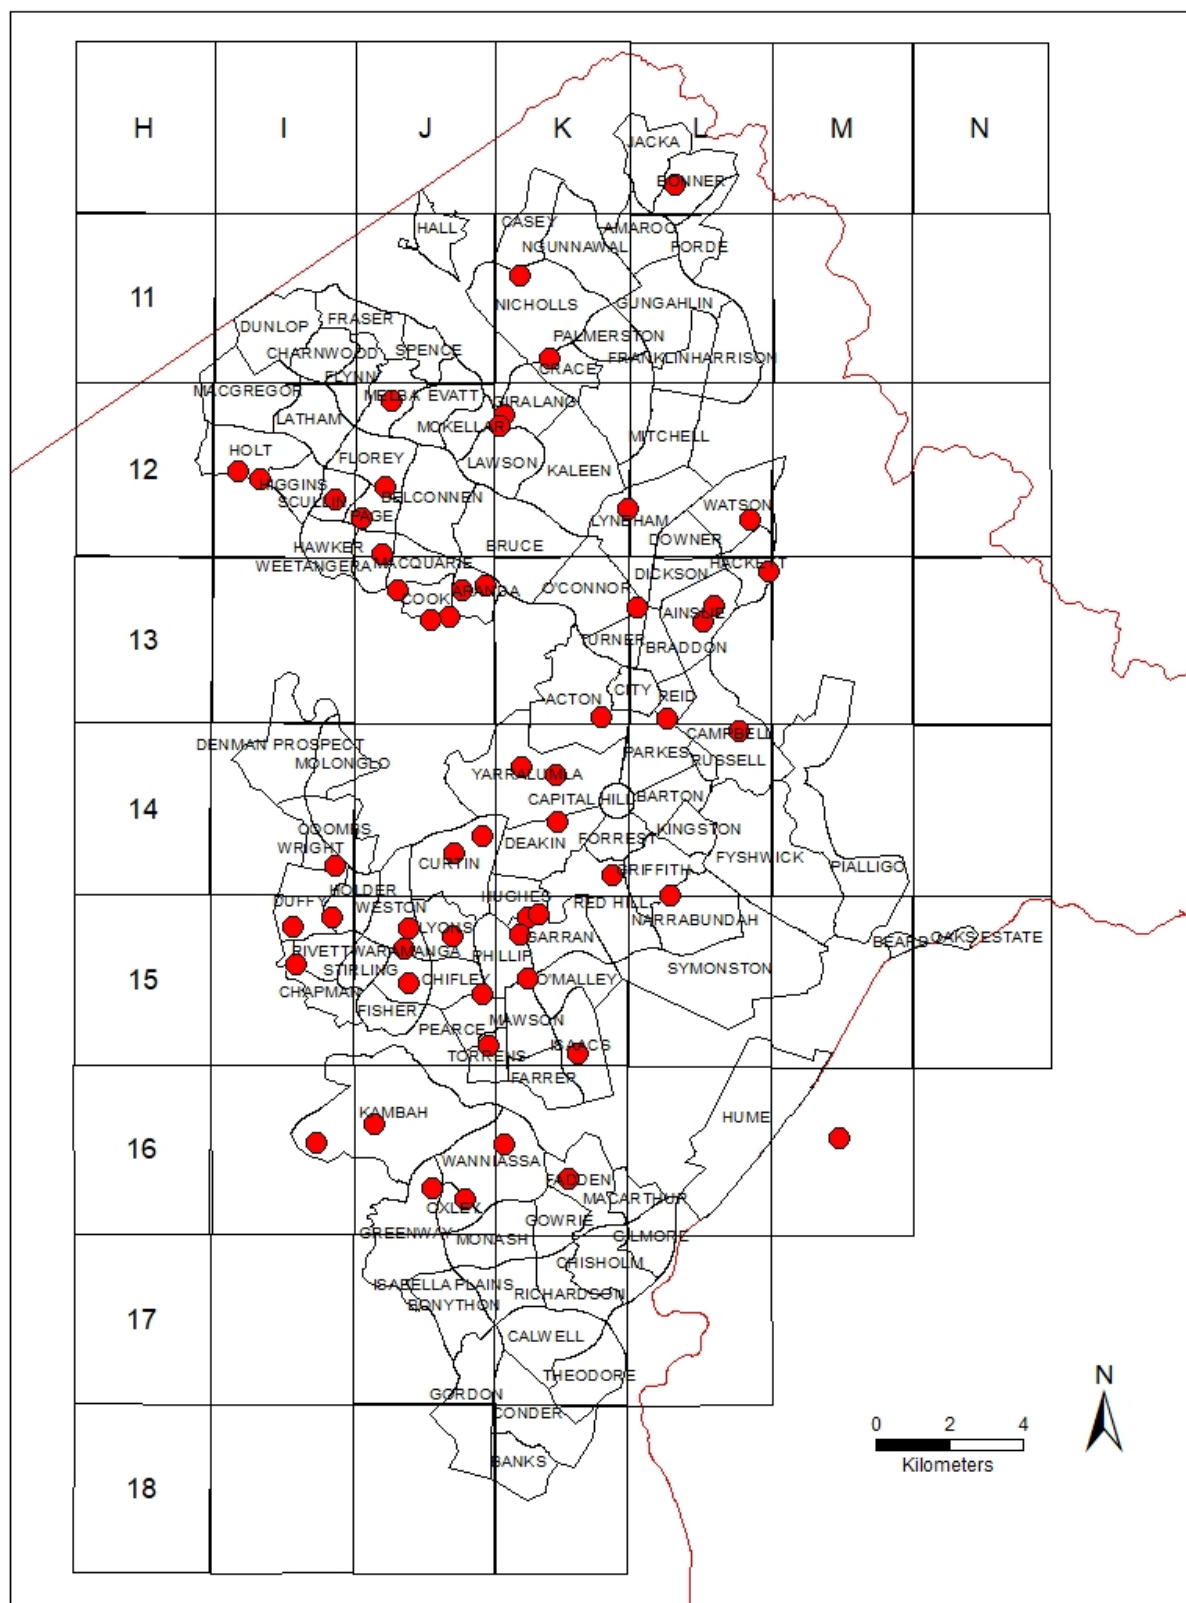 H I J K L M N
JACKA
BONNER
HALL
CASEY
NGUNNAWAL
AMAROO
FORDE
11
NICHOLLS
GUNGAHLIN
DUNLOP
FRASER
PALMERSTON
CHARNWOOD
SPENCE
CRACE
FRANKLIN
HARRISON
FLYNN
MACGREGOR
MELBA
EVATT
GIRALANG
LATHAM
MCKELLAR
MITCHELL
HOLT
FLOREY
LAWSON
KALEEN
12
HIGGINS
SCULLIN
BELCONNEN
PAGE
LYNEHAM
WATSON
HAWKER
BRUCE
DOWNER
WEETANGERA
MACQUARIE
DICKSON
HACKETT
COOK
ARANDA
O'CONNOR
AINSLIE
13
TURNER
BRADDON
ACTON
CITY
REID
CAMPBELL
DENMAN PROSPECT
MOLONGLO
PARKES
RUSSELL
YARRALUMLA
CAPITAL HILL
BARTON
14
COOMBS
WRIGHT
DEAKIN
FORREST
KINGSTON
CURTIN
FYSHWICK
PIALLIGO
HOLDER
GRIFFITH
DUFFY
WESTON
HUGHES
RED HILL
NARRABUNDAH
LYONS
GARRAN
BEARD
OAKS ESTATE
RIVETT
WARAMANGA
PHILLIP
STIRLING
SYMONSTON
15
CHIFLEY
O'MALLEY
CHAPMAN
FISHER
MAWSON
PEARCE
ISAACS
TORRENS
FARRER
KAMBAH
HUME
16
WANNIASSA
FADDEN
MACARTHUR
OXLEY
GOWRIE
GREENWAY
MONASH
GILMORE
CHISHOLM
ISABELLA PLAINS
RICHARDSON
BONYTHON
17
CALWELL
THEODORE
N
GORDON
CONDER
0 2 4
BANKS
Kilometers
18